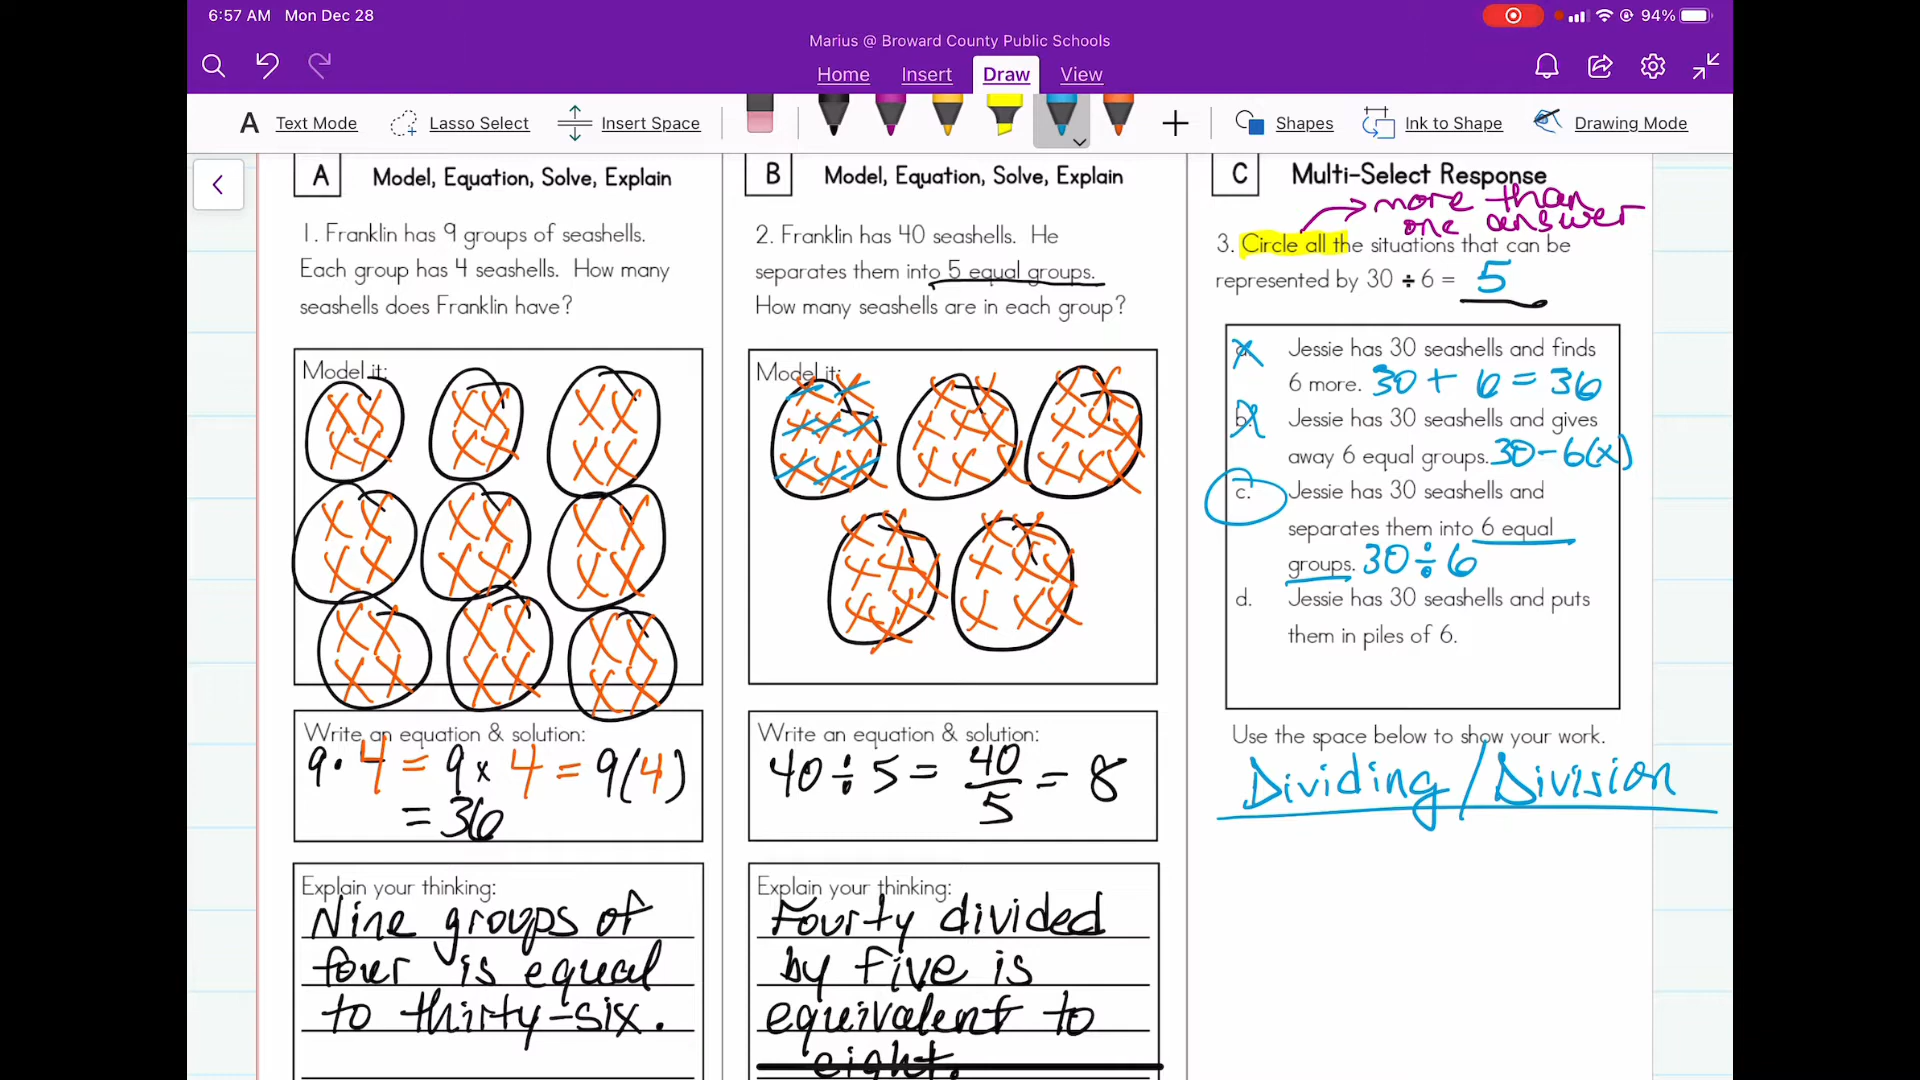 6:57 AM Mon Dec 28
94%
Marius @ Broward County Public Schools
Home Insert Draw View
A Text Mode Lasso Select Insert Space Shapes Ink to Shape Drawing Mode
A Model, Equation, Solve, Explain
1. Franklin has 9 groups of seashells.
Each group has 4 seashells. How many
seashells does Franklin have?
Model it:
Write an equation & solution:
9 · 4 = 9 x 4 = 9(4)
= 36
Explain your thinking:
Nine groups of
four is equal
to thirty-six.
B Model, Equation, Solve, Explain
2. Franklin has 40 seashells. He
separates them into 5 equal groups.
How many seashells are in each group?
Model it:
Write an equation & solution:
40 ÷ 5 = 40/5 = 8
Explain your thinking:
Fourty divided
by five is
equivalent to
eight.
C Multi-Select Response
more than
one answer
3. Circle all the situations that can be
represented by 30 ÷ 6 = 5
a. Jessie has 30 seashells and finds
6 more. 30 + 6 = 36
b. Jessie has 30 seashells and gives
away 6 equal groups. 30 - 6(x)
c. Jessie has 30 seashells and
separates them into 6 equal
groups. 30 ÷ 6
d. Jessie has 30 seashells and puts
them in piles of 6.
Use the space below to show your work.
Dividing / Division